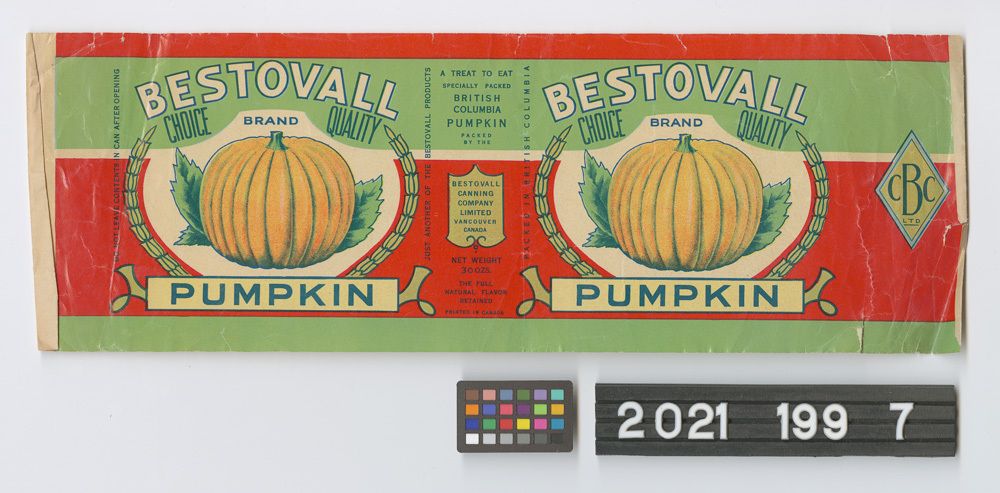 DO NOT LEAVE CONTENTS IN CAN AFTER OPENING
BESTOVALL
CHOICE QUALITY
BRAND
PUMPKIN
JUST ANOTHER OF THE BESTOVALL PRODUCTS
A TREAT TO EAT
SPECIALLY PACKED
BRITISH
COLUMBIA
PUMPKIN
PACKED
BY THE
BESTOVALL
CANNING
COMPANY
LIMITED
VANCOUVER
CANADA
NET WEIGHT
30 OZS.
THE FULL
NATURAL FLAVOR
RETAINED
PRINTED IN CANADA
PACKED IN BRITISH COLUMBIA
BESTOVALL
CHOICE QUALITY
BRAND
PUMPKIN
CBC
LTD
2021 199 7